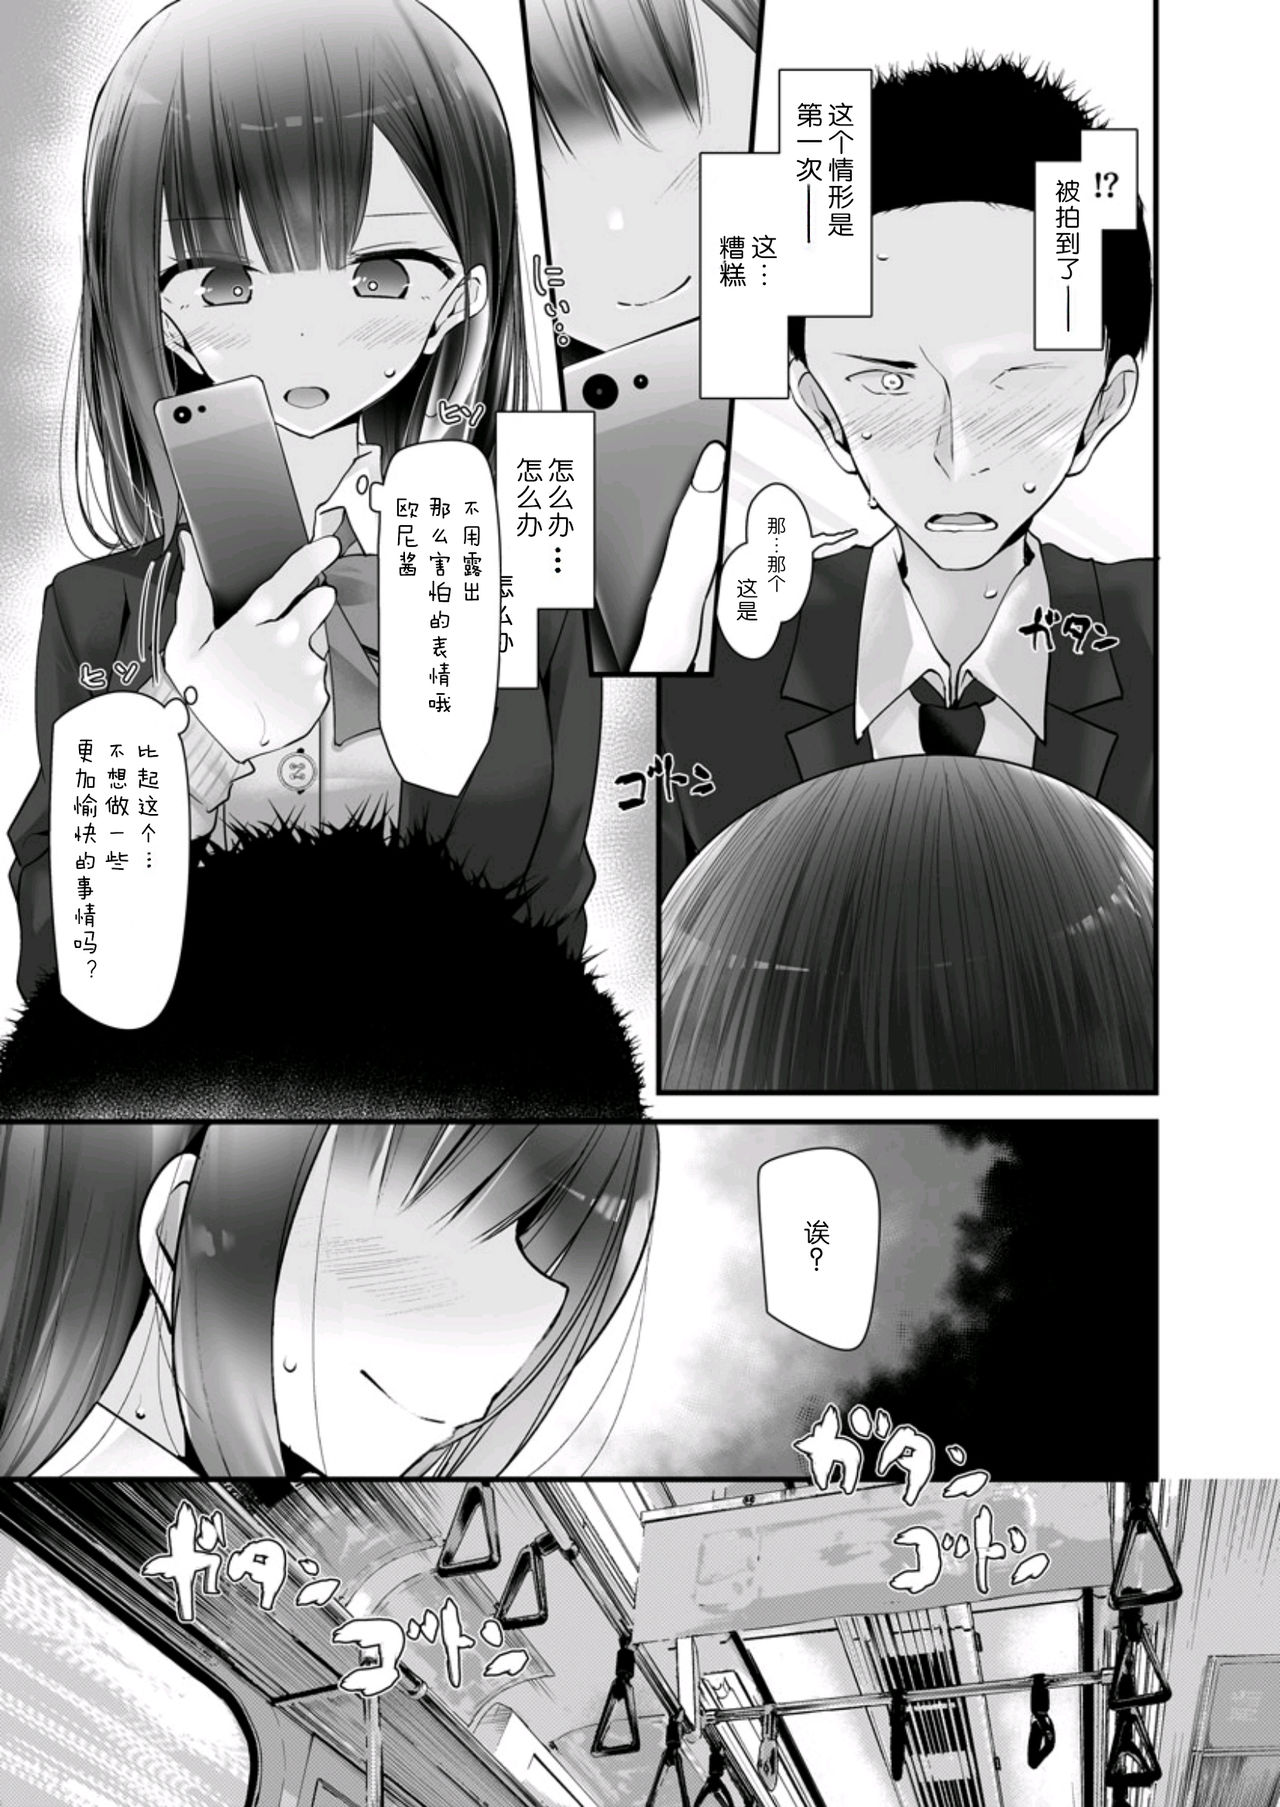 !?
被拍到了——
这个情形是
第一次——
这…
糟糕
那…那个
这是
ガタン
ゴトン
にぃ…
怎么办…
怎么办
怎么办
ヒソ
不用露出
那么害怕的表情哦
欧尼酱
ヒソ
比起这个…
不想做一些
更加愉快的事情吗？
诶？
ガタン
ゴトン
ガタン
ゴトン